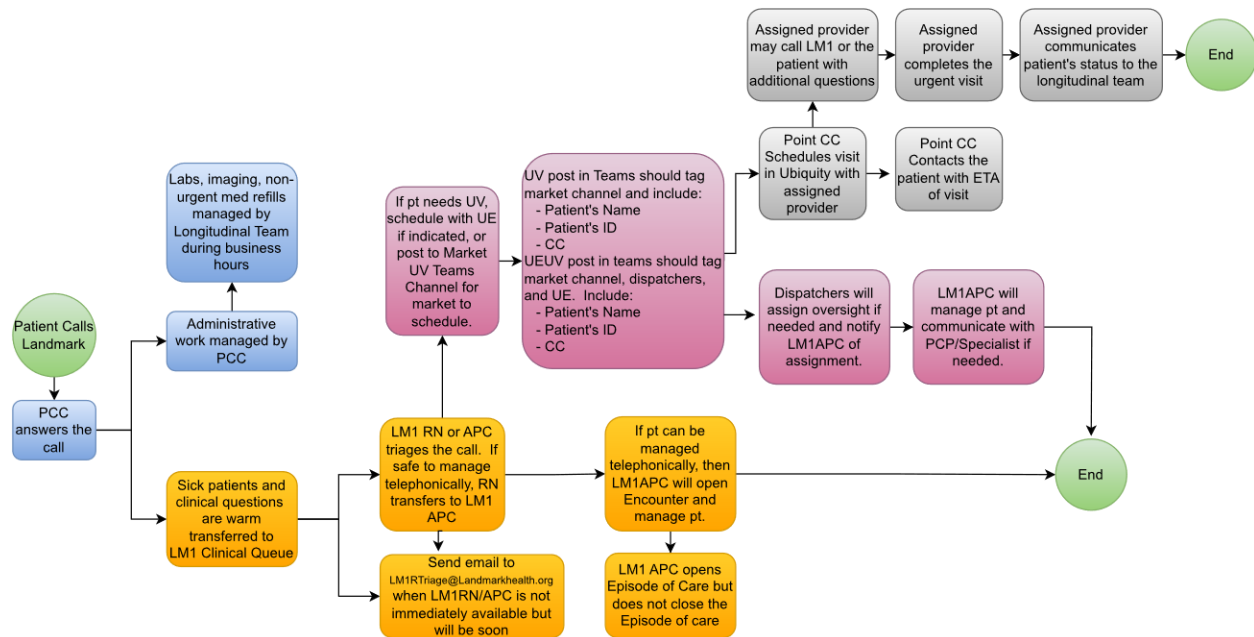 Patient Calls
Landmark
PCC
answers the
call
Labs, imaging, non-
urgent med refills
managed by
Longitudinal Team
during business
hours
Administrative
work managed by
PCC
Sick patients and
clinical questions
are warm
transferred to
LM1 Clinical Queue
If pt needs UV,
schedule with UE
if indicated, or
post to Market
UV Teams
Channel for
market to
schedule.
LM1 RN or APC
triages the call.  If
safe to manage
telephonically, RN
transfers to LM1
APC
Send email to
LM1RTriage@Landmarkhealth.org
when LM1RN/APC is not
immediately available but
will be soon
UV post in Teams should tag
market channel and include:
- Patient's Name
- Patient's ID
- CC
UEUV post in teams should tag
market channel, dispatchers,
and UE.  Include:
- Patient's Name
- Patient's ID
- CC
If pt can be
managed
telephonically, then
LM1APC will open
Encounter and
manage pt.
LM1 APC opens
Episode of Care but
does not close the
Episode of care
Assigned provider
may call LM1 or the
patient with
additional questions
Assigned
provider
completes the
urgent visit
Assigned provider
communicates
patient's status to the
longitudinal team
End
Point CC
Schedules visit
in Ubiquity with
assigned
provider
Point CC
Contacts the
patient with ETA
of visit
Dispatchers will
assign oversight if
needed and notify
LM1APC of
assignment.
LM1APC will
manage pt and
communicate with
PCP/Specialist if
needed.
End